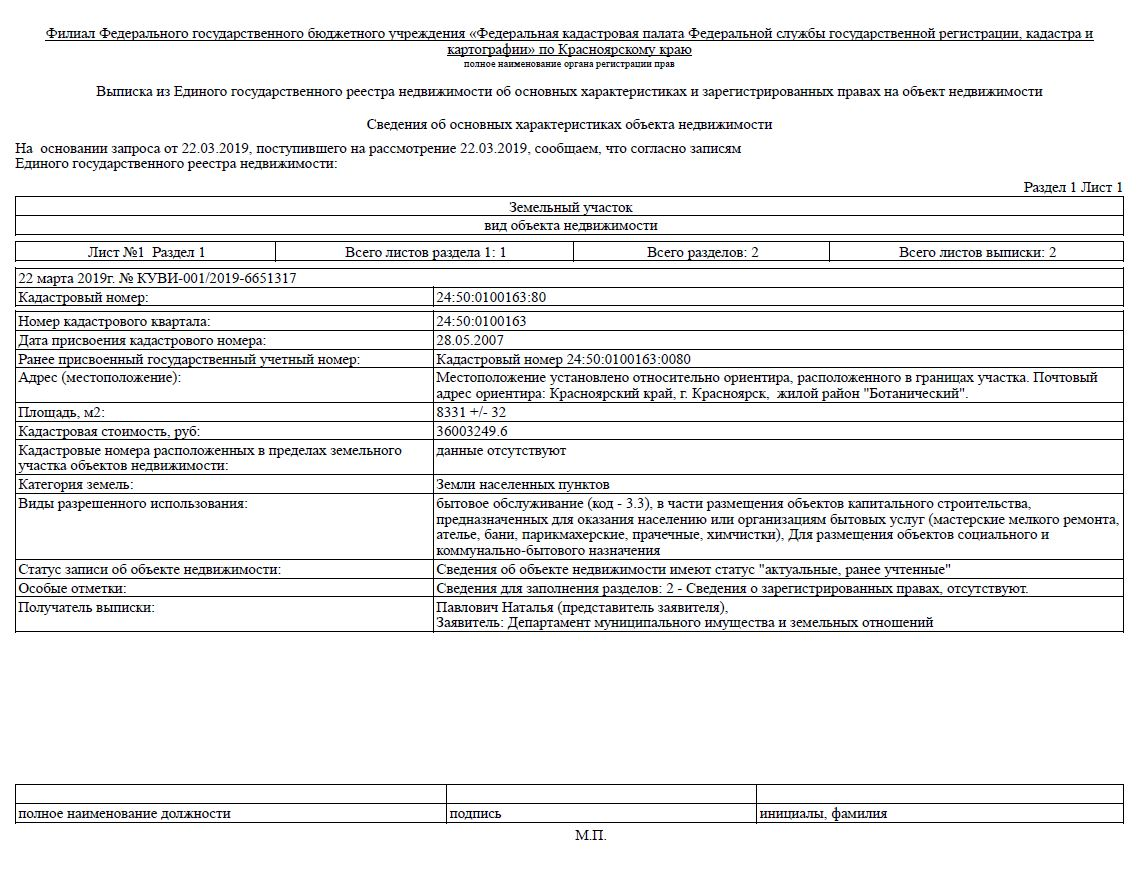 Филиал Федерального государственного бюджетного учреждения «Федеральная кадастровая палата Федеральной службы государственной регистрации, кадастра и
картографии» по Красноярскому краю
полное наименование органа регистрации прав
Выписка из Единого государственного реестра недвижимости об основных характеристиках и зарегистрированных правах на объект недвижимости
Сведения об основных характеристиках объекта недвижимости
На основании запроса от 22.03.2019, поступившего на рассмотрение 22.03.2019, сообщаем, что согласно записям
Единого государственного реестра недвижимости:
Раздел 1 Лист 1
Земельный участок
вид объекта недвижимости
Лист №1 Раздел 1 Всего листов раздела 1: 1 Всего разделов: 2 Всего листов выписки: 2
22 марта 2019г. № КУВИ-001/2019-6651317
Кадастровый номер: 24:50:0100163:80
Номер кадастрового квартала: 24:50:0100163
Дата присвоения кадастрового номера: 28.05.2007
Ранее присвоенный государственный учетный номер: Кадастровый номер 24:50:0100163:0080
Адрес (местоположение): Местоположение установлено относительно ориентира, расположенного в границах участка. Почтовый
адрес ориентира: Красноярский край, г. Красноярск, жилой район "Ботанический".
Площадь, м2: 8331 +/- 32
Кадастровая стоимость, руб: 36003249.6
Кадастровые номера расположенных в пределах земельного данные отсутствуют
участка объектов недвижимости:
Категория земель: Земли населенных пунктов
Виды разрешенного использования: бытовое обслуживание (код - 3.3), в части размещения объектов капитального строительства,
предназначенных для оказания населению или организациям бытовых услуг (мастерские мелкого ремонта,
ателье, бани, парикмахерские, прачечные, химчистки), Для размещения объектов социального и
коммунально-бытового назначения
Статус записи об объекте недвижимости: Сведения об объекте недвижимости имеют статус "актуальные, ранее учтенные"
Особые отметки: Сведения для заполнения разделов: 2 - Сведения о зарегистрированных правах, отсутствуют.
Получатель выписки: Павлович Наталья (представитель заявителя),
Заявитель: Департамент муниципального имущества и земельных отношений
полное наименование должности подпись инициалы, фамилия
М.П.